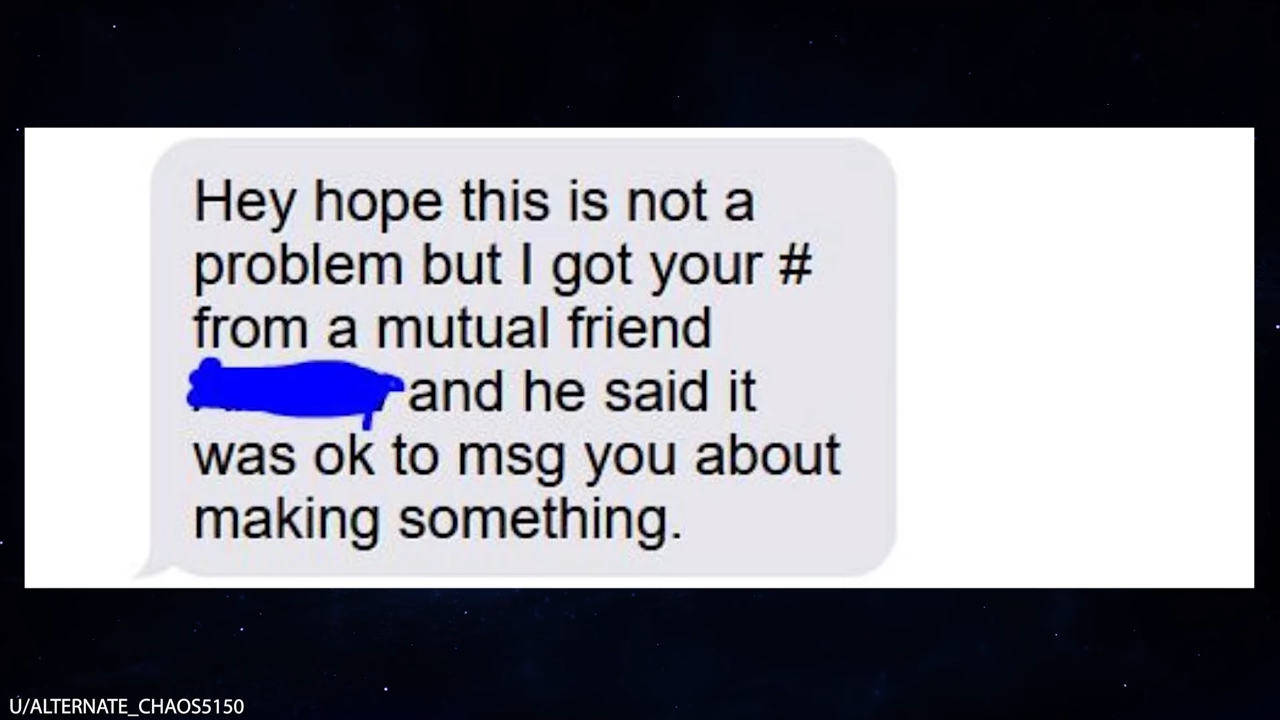 Hey hope this is not a
problem but I got your #
from a mutual friend
and he said it
was ok to msg you about
making something.
U/ALTERNATE_CHAOS5150